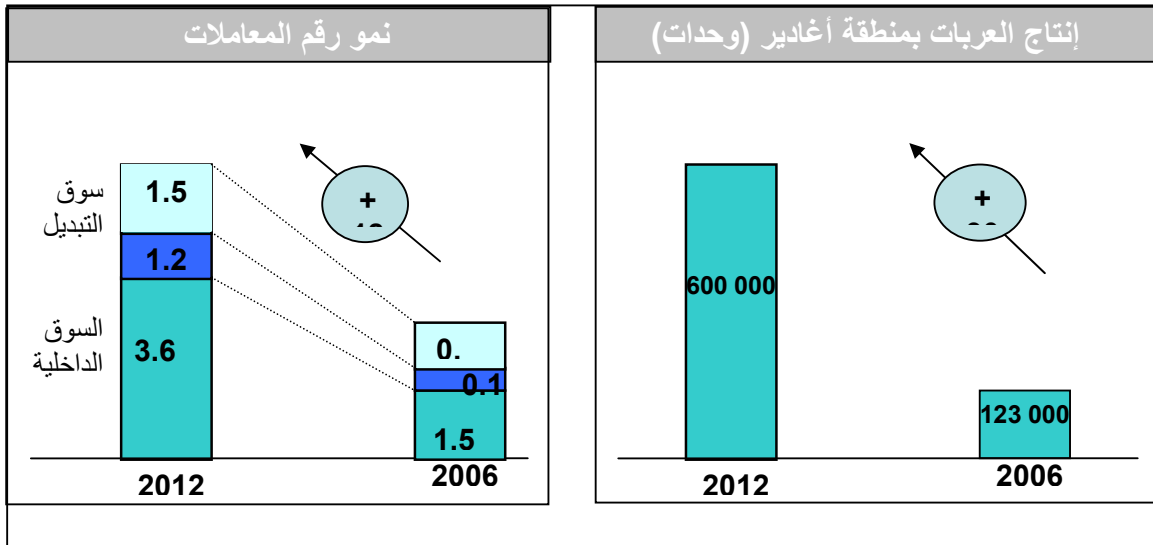 إنتاج العربات بمنطقة أغادير (وحدات)
+
600 000
123 000
2012
2006
نمو رقم المعاملات
+
سوق
التبديل
1.5
1.2
السوق
الداخلية
3.6
0.
0.1
1.5
2012
2006